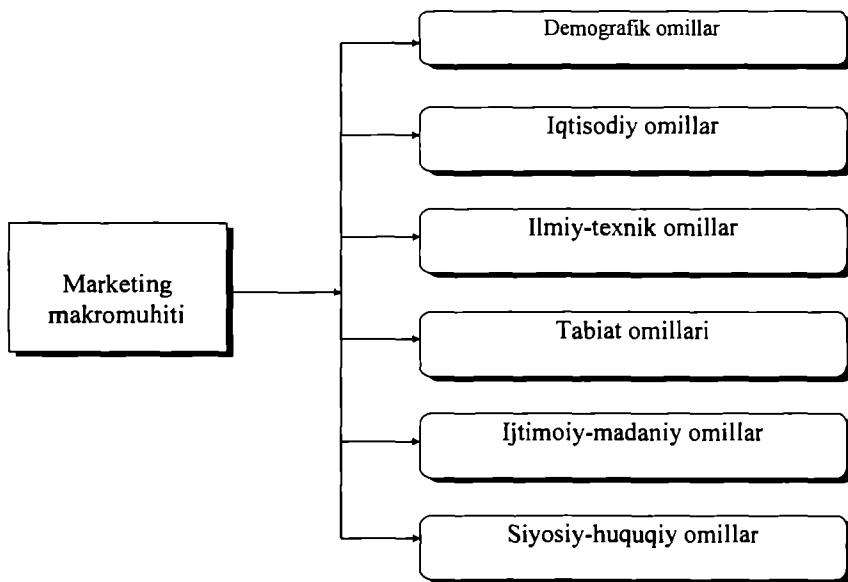 Demografik omillar
Iqtisodiy omillar
Ilmiy-texnik omillar
Marketing
makromuhiti
Tabiat omillari
Ijtimoiy-madaniy omillar
Siyosiy-huquqiy omillar